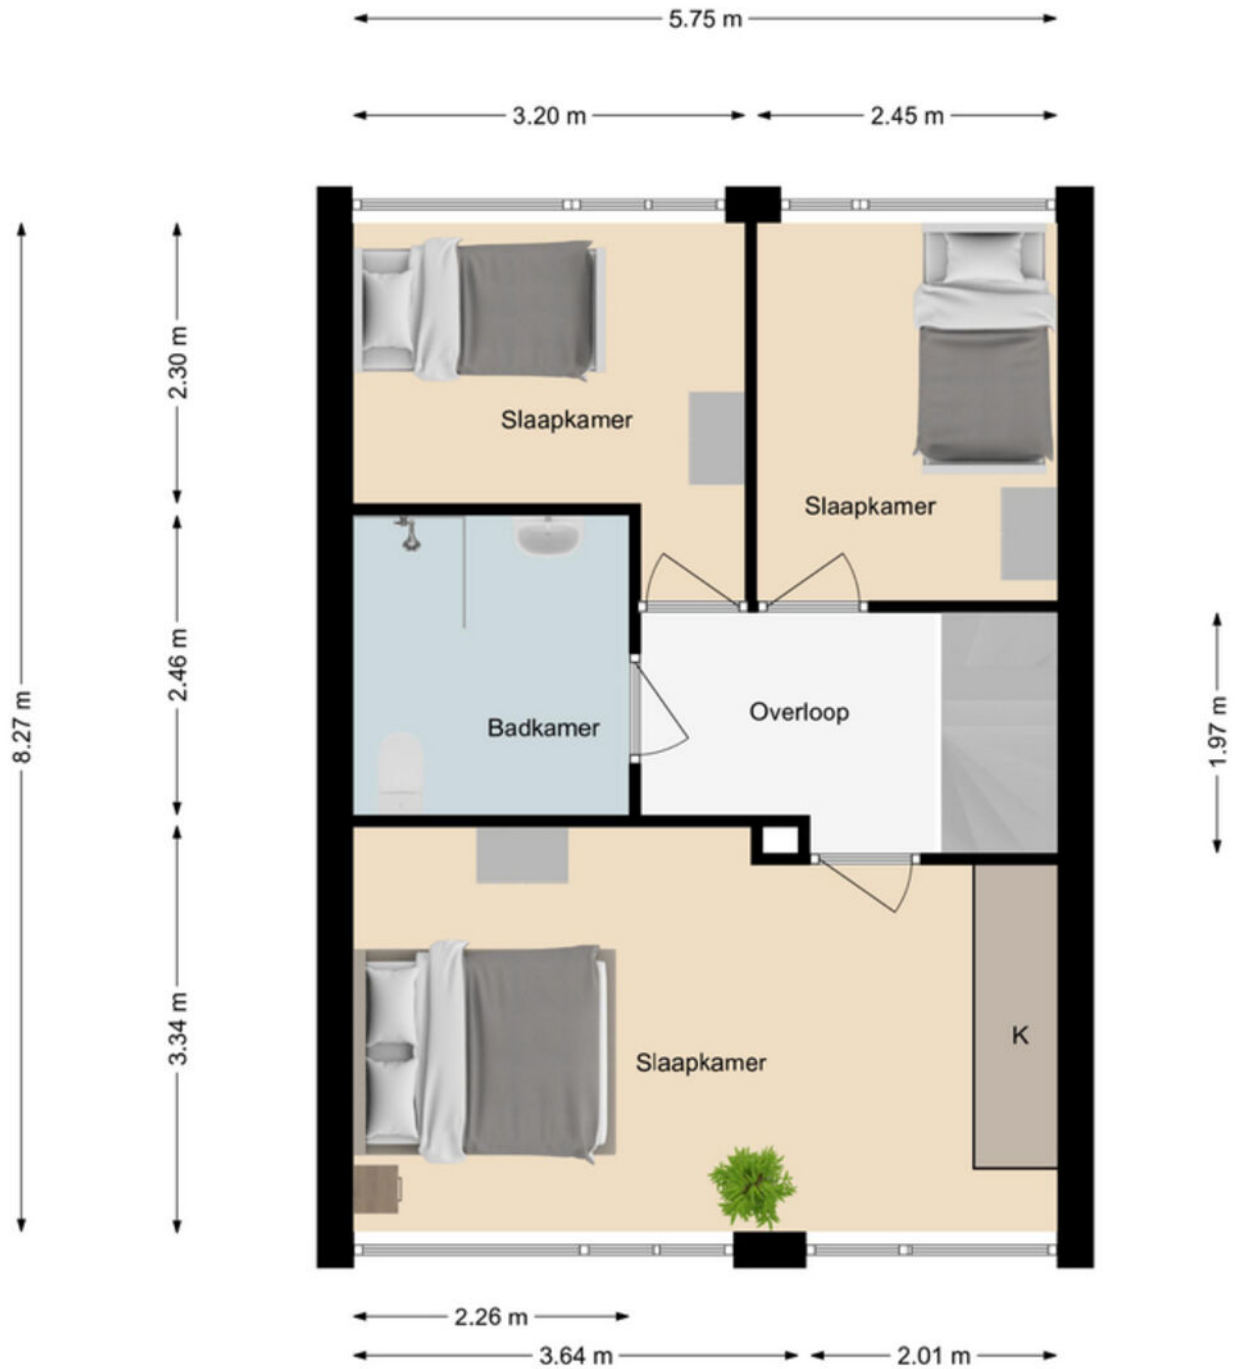 5.75 m
3.20 m
2.45 m
2.30 m
Slaapkamer
Slaapkamer
2.46 m
8.27 m
Badkamer
Overloop
1.97 m
3.34 m
Slaapkamer
K
2.26 m
3.64 m
2.01 m